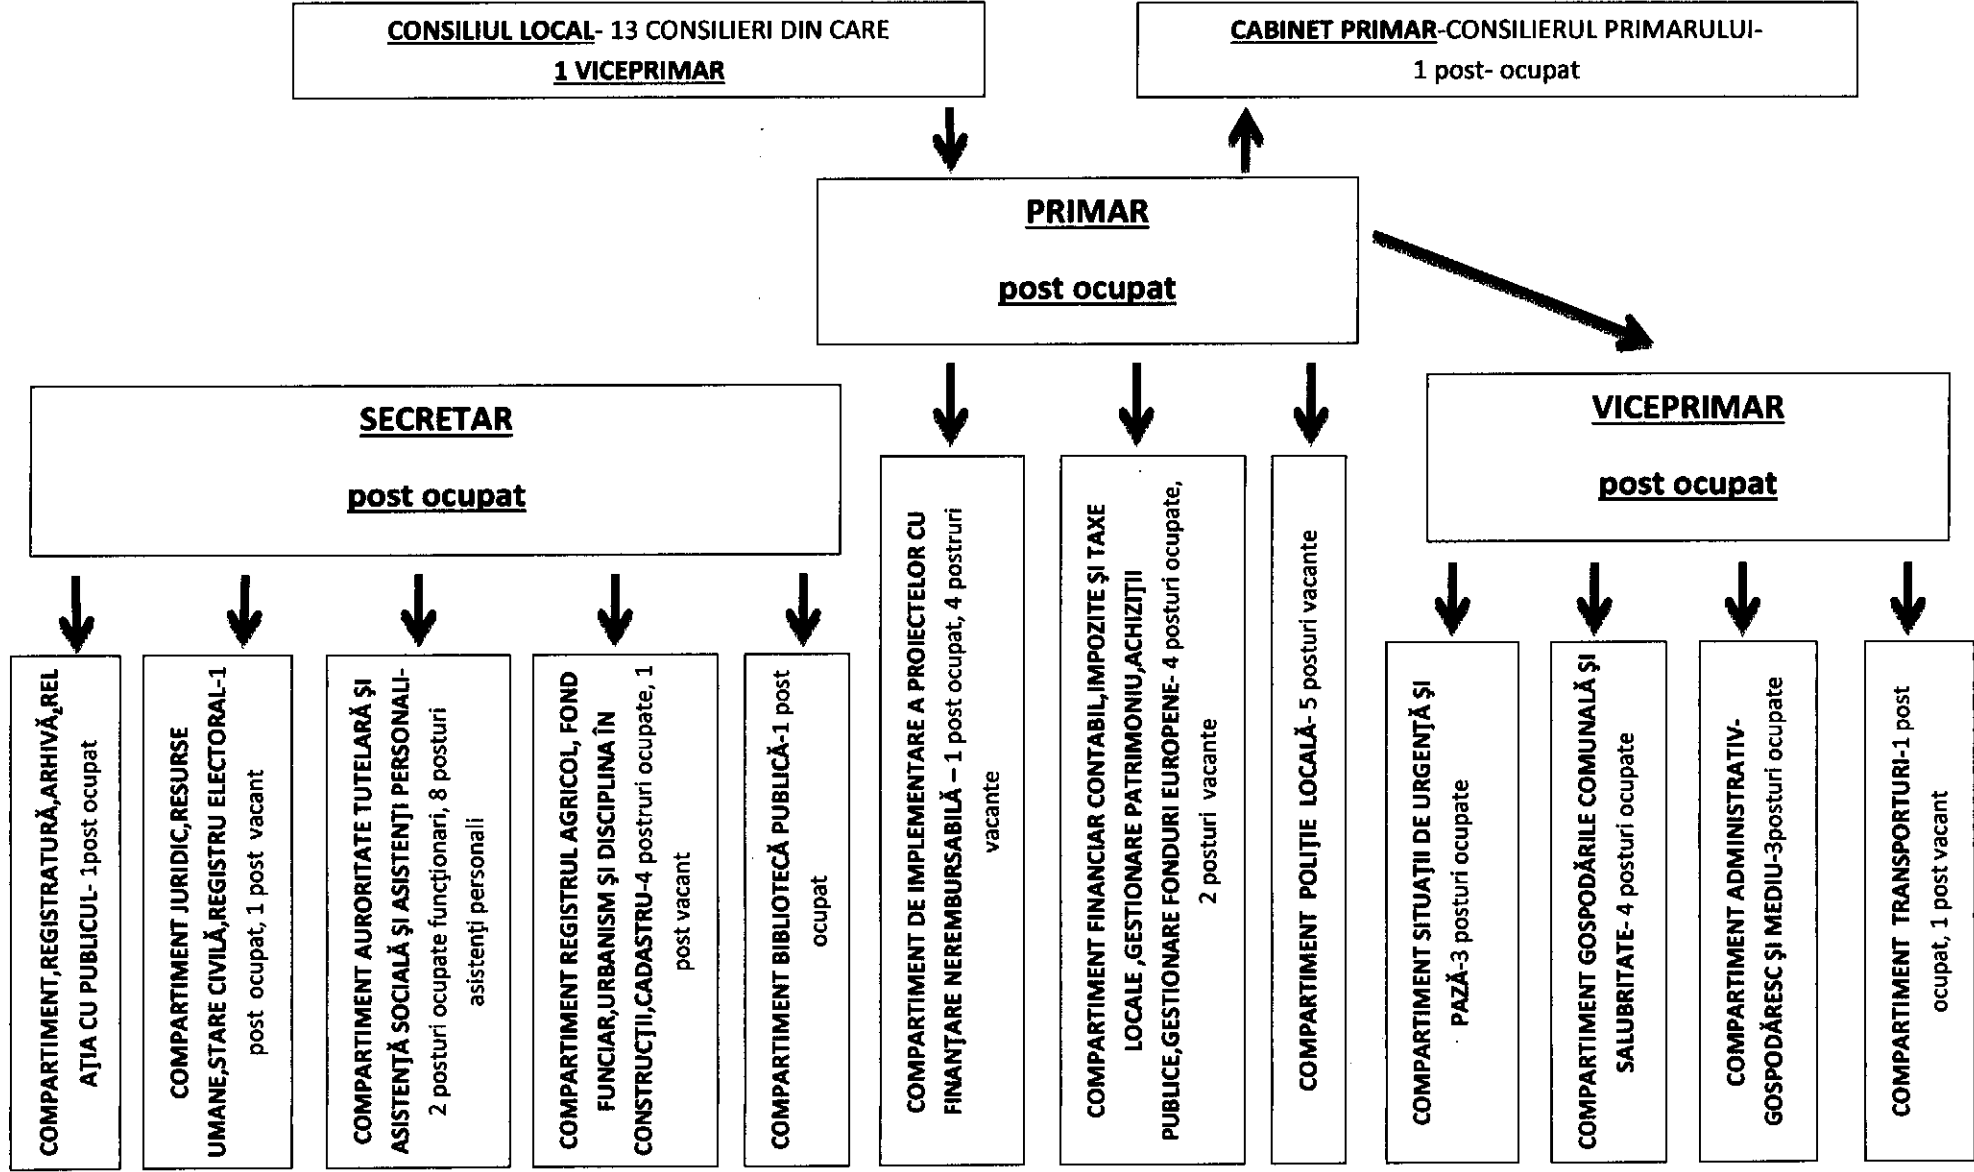 CONSILIUL LOCAL- 13 CONSILIERI DIN CARE
1 VICEPRIMAR
CABINET PRIMAR-CONSILIERUL PRIMARULUI-
1 post- ocupat
PRIMAR
post ocupat
SECRETAR
post ocupat
VICEPRIMAR
post ocupat
COMPARTIMENT,REGISTRATURĂ,ARHIVĂ,REL
AŢIA CU PUBLICUL- 1post ocupat
COMPARTIMENT JURIDIC,RESURSE
UMANE,STARE CIVILĂ,REGISTRU ELECTORAL-1
post ocupat, 1 post vacant
COMPARTIMENT AURORITATE TUTELARĂ ŞI
ASISTENŢĂ SOCIALĂ ŞI ASISTENŢI PERSONALI-
2 posturi ocupate funcţionari, 8 posturi
asistenţi personali
COMPARTIMENT REGISTRUL AGRICOL, FOND
FUNCIAR,URBANISM ŞI DISCIPLINA ÎN
CONSTRUCŢII,CADASTRU-4 postruri ocupate, 1
post vacant
COMPARTIMENT BIBLIOTECĂ PUBLICĂ-1 post
ocupat
COMPARTIMENT DE IMPLEMENTARE A PROIECTELOR CU
FINANŢARE NEREMBURSABILĂ – 1 post ocupat, 4 postruri
vacante
COMPARTIMENT FINANCIAR CONTABIL,IMPOZITE ŞI TAXE
LOCALE ,GESTIONARE PATRIMONIU,ACHIZIŢII
PUBLICE,GESTIONARE FONDURI EUROPENE- 4 posturi ocupate,
2 posturi vacante
COMPARTIMENT POLIŢIE LOCALĂ- 5 posturi vacante
COMPARTIMENT SITUAŢII DE URGENŢĂ ŞI
PAZĂ-3 posturi ocupate
COMPARTIMENT GOSPODĂRILE COMUNALĂ ŞI
SALUBRITATE- 4 posturi ocupate
COMPARTIMENT ADMINISTRATIV-
GOSPODĂRESC ŞI MEDIU-3posturi ocupate
COMPARTIMENT TRANSPORTURI-1 post
ocupat, 1 post vacant